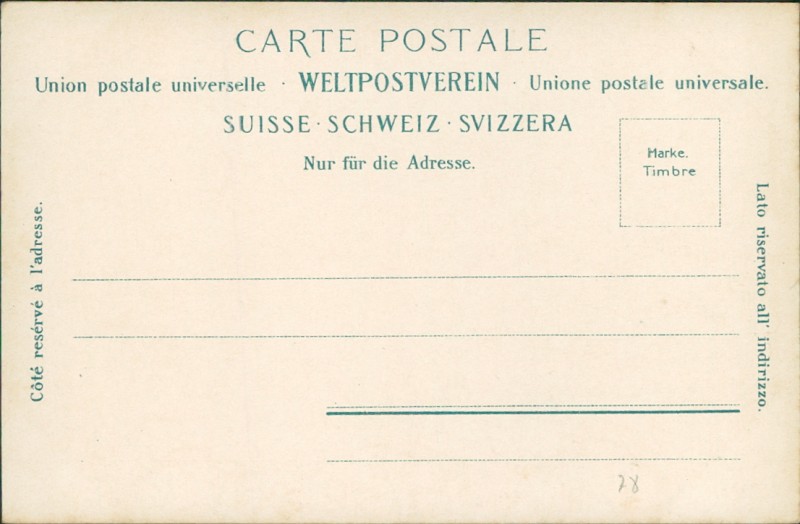 CARTE POSTALE
Union postale universelle · WELTPOSTVEREIN · Unione postale universale.
SUISSE · SCHWEIZ · SVIZZERA
Nur für die Adresse.
Marke.
Timbre
Côté resérvé à l'adresse.
Lato riservato all' indirizzo.
78